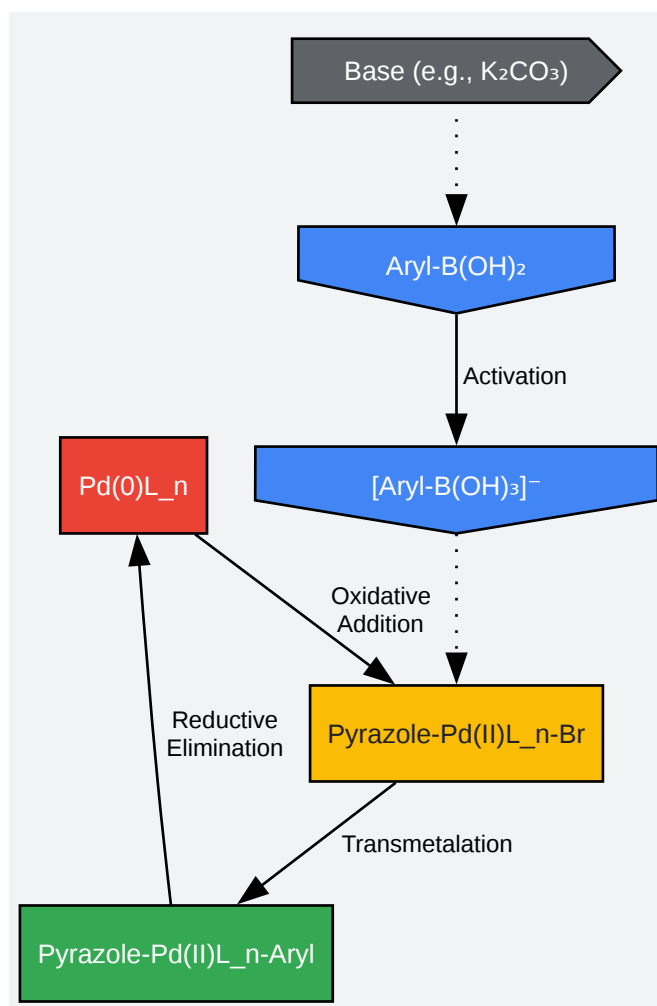 Base (e.g., K₂CO₃)
Aryl-B(OH)₂
Activation
Pd(0)L_n
[Aryl-B(OH)₃]⁻
Oxidative
Addition
Reductive
Elimination
Pyrazole-Pd(II)L_n-Br
Transmetalation
Pyrazole-Pd(II)L_n-Aryl